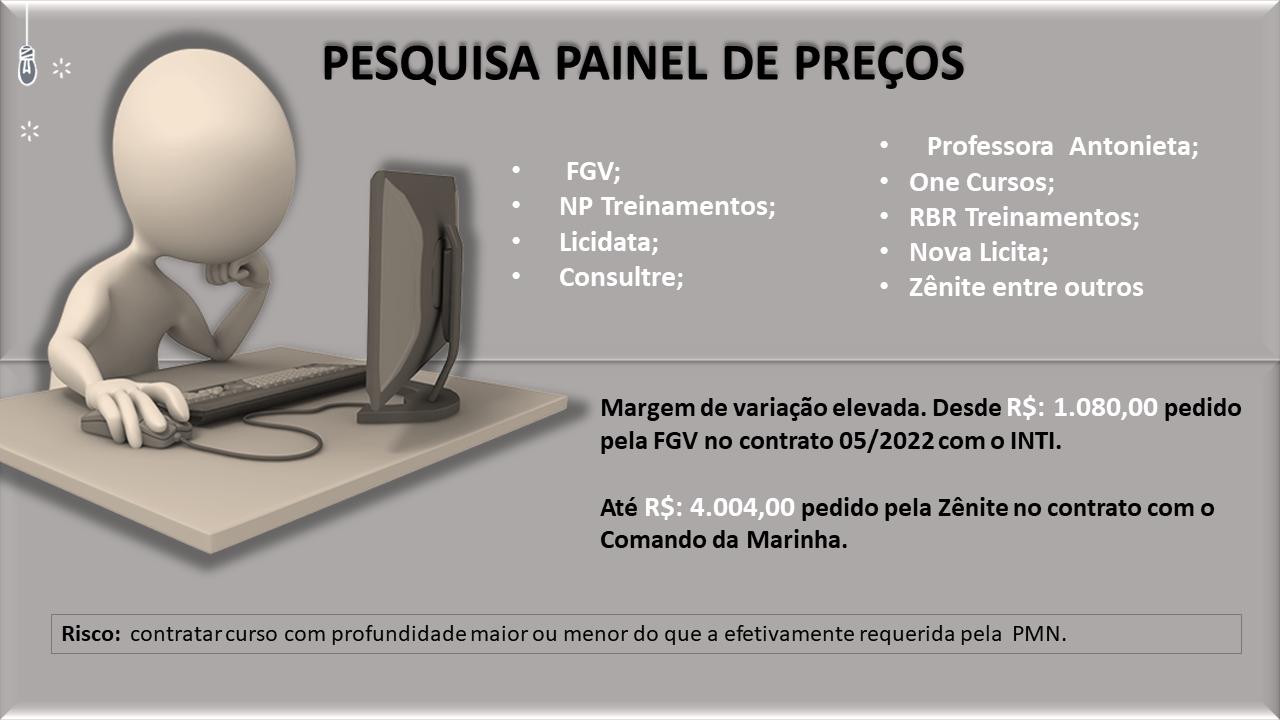 PESQUISA PAINEL DE PREÇOS
• FGV;
• NP Treinamentos;
• Licidata;
• Consultre;
• Professora Antonieta;
• One Cursos;
• RBR Treinamentos;
• Nova Licita;
• Zênite entre outros
Margem de variação elevada. Desde R$: 1.080,00 pedido
pela FGV no contrato 05/2022 com o INTI.
Até R$: 4.004,00 pedido pela Zênite no contrato com o
Comando da Marinha.
Risco: contratar curso com profundidade maior ou menor do que a efetivamente requerida pela PMN.